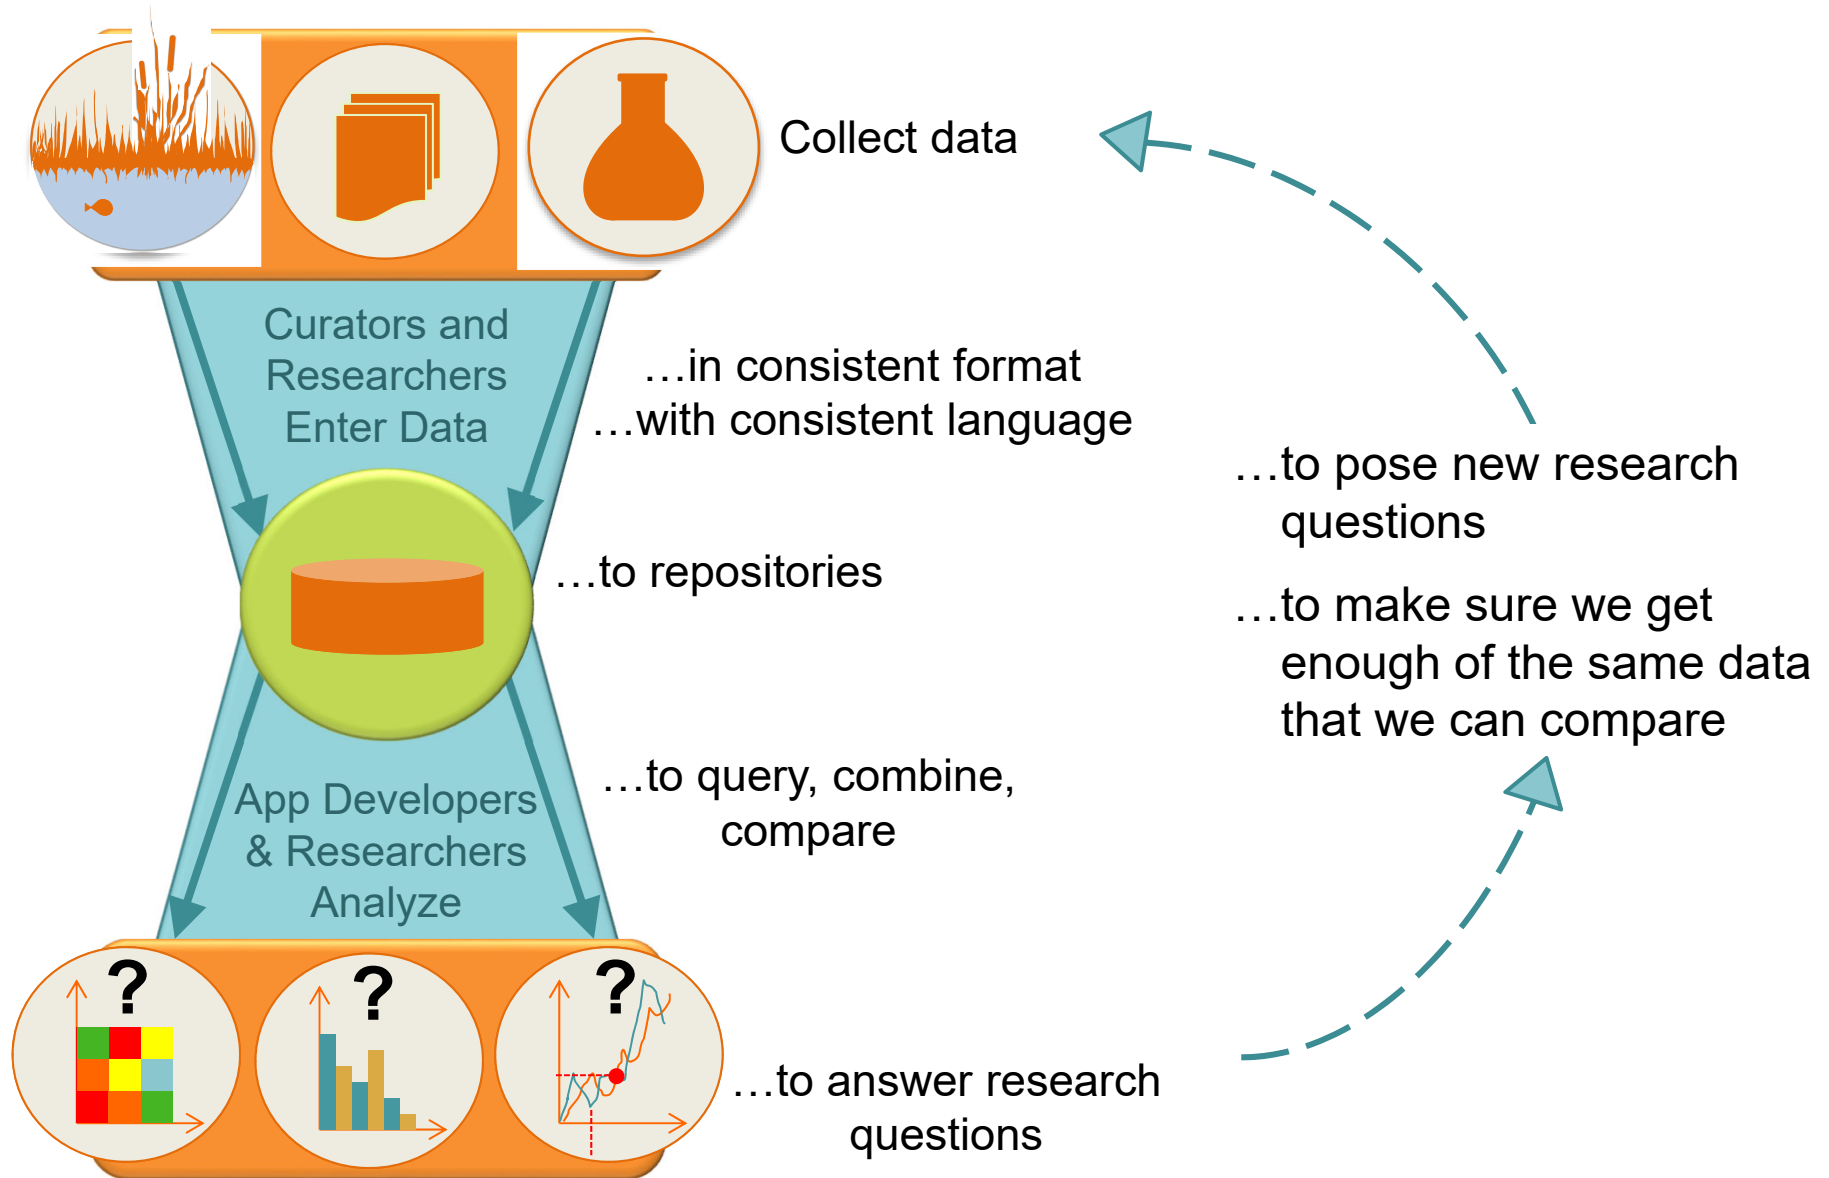 Collect data
Curators and
Researchers
Enter Data
…in consistent format
…with consistent language
…to repositories
App Developers
& Researchers
Analyze
…to query, combine,
compare
?
?
?
…to answer research
questions
…to pose new research
questions
…to make sure we get
enough of the same data
that we can compare